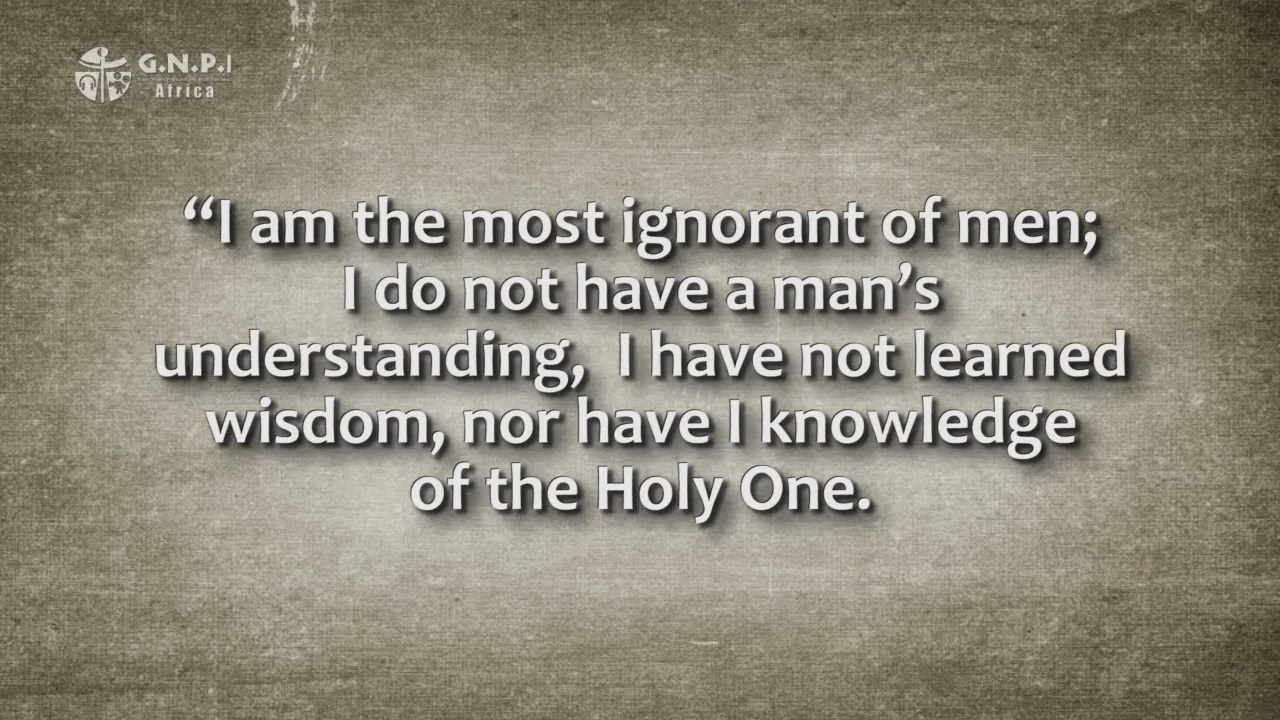 G.N.P.I
Africa
“I am the most ignorant of men;
I do not have a man’s
understanding,  I have not learned
wisdom, nor have I knowledge
of the Holy One.